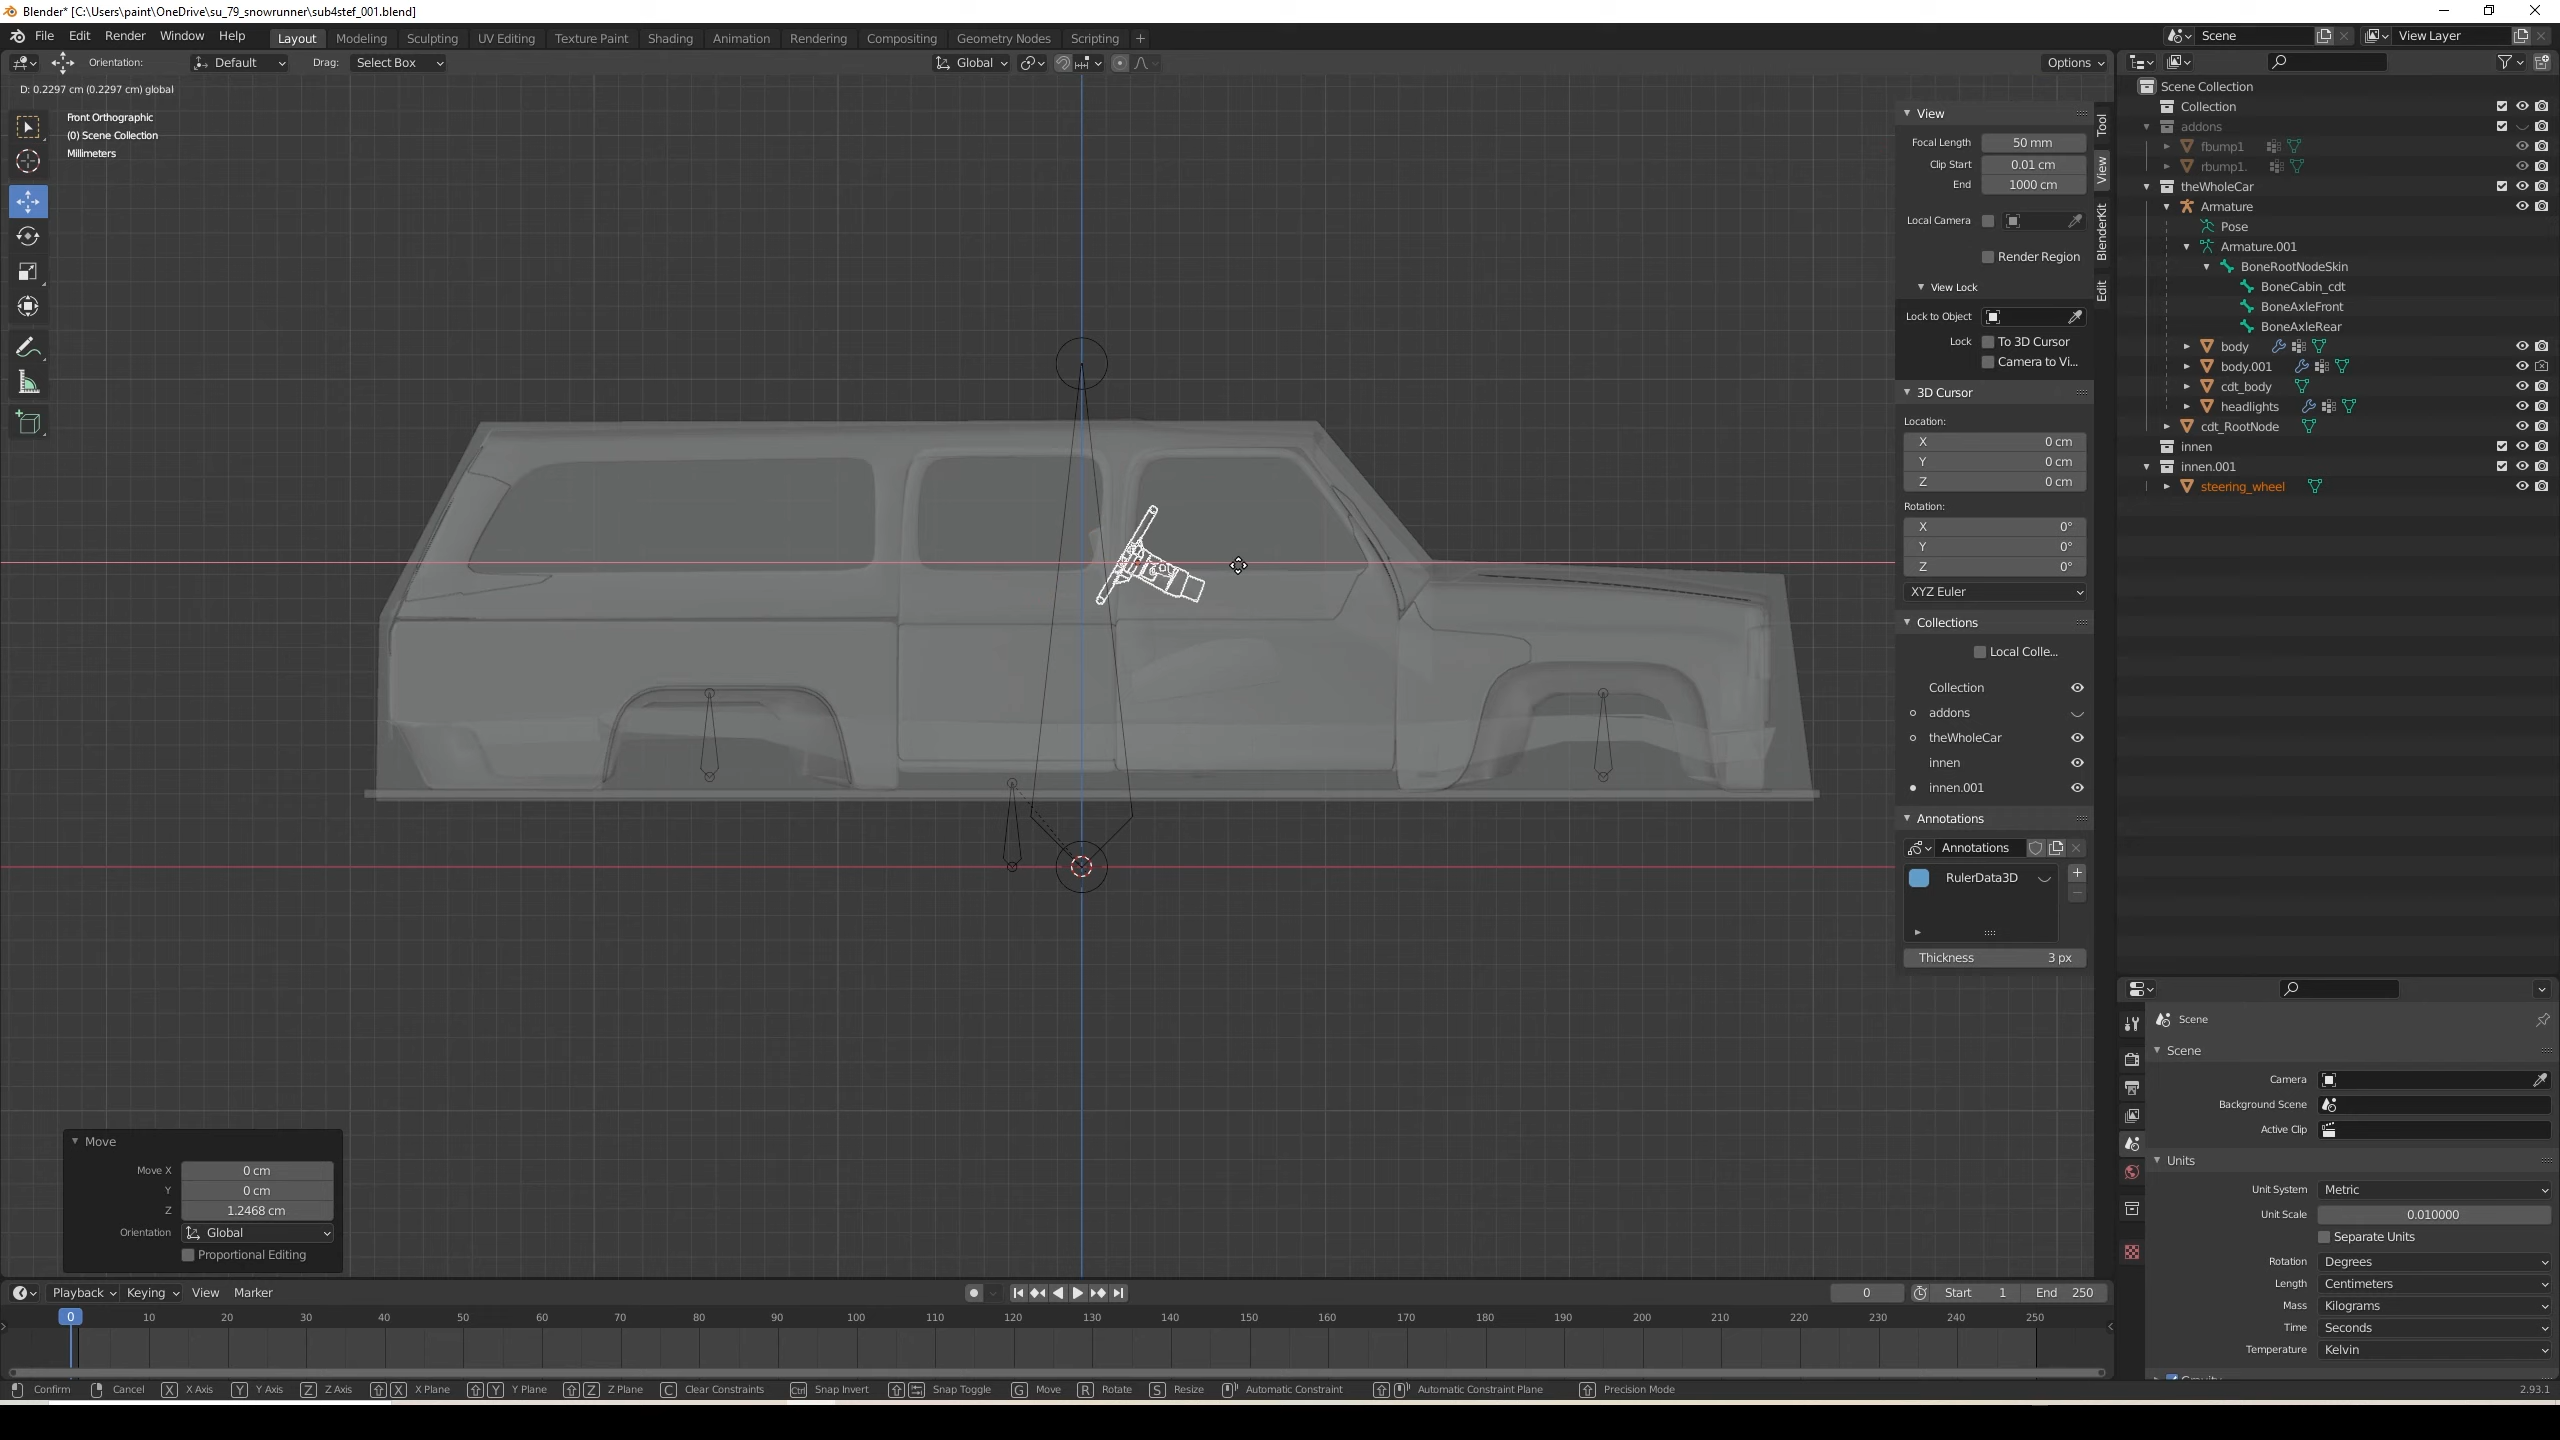 Blender* [C:\Users\paint\OneDrive\su_79_snowrunner\sub4stef_001.blend]
File Edit Render Window Help Layout Modeling Sculpting UV Editing Texture Paint Shading Animation Rendering Compositing Geometry Nodes Scripting + Scene View Layer
Orientation: Default Drag: Select Box Global Options
D: 0.2297 cm (0.2297 cm) global
Front Orthographic
(0) Scene Collection
Millimeters
View
Focal Length 50 mm
Clip Start 0.01 cm
End 1000 cm
Local Camera
Render Region
View Lock
Lock to Object
Lock To 3D Cursor
Camera to Vi...
3D Cursor
Location:
X 0 cm
Y 0 cm
Z 0 cm
Rotation:
X 0°
Y 0°
Z 0°
XYZ Euler
Collections
Local Colle...
Collection
addons
theWholeCar
innen
innen.001
Annotations
Annotations
RulerData3D
Thickness 3 px
Tool
View
BlenderKit
Edit
Scene Collection
Collection
addons
fbump1
rbump1.
theWholeCar
Armature
Pose
Armature.001
BoneRootNodeSkin
BoneCabin_cdt
BoneAxleFront
BoneAxleRear
body
body.001
cdt_body
headlights
cdt_RootNode
innen
innen.001
steering_wheel
Scene
Scene
Camera
Background Scene
Active Clip
Units
Unit System Metric
Unit Scale 0.010000
Separate Units
Rotation Degrees
Length Centimeters
Mass Kilograms
Time Seconds
Temperature Kelvin
Move
Move X 0 cm
Y 0 cm
Z 1.2468 cm
Orientation Global
Proportional Editing
Playback Keying View Marker 0 Start 1 End 250
0 10 20 30 40 50 60 70 80 90 100 110 120 130 140 150 160 170 180 190 200 210 220 230 240 250
Confirm Cancel X X Axis Y Y Axis Z Z Axis X X Plane Y Y Plane Z Z Plane C Clear Constraints Ctrl Snap Invert Snap Toggle G Move R Rotate S Resize Automatic Constraint Automatic Constraint Plane Precision Mode 2.93.1